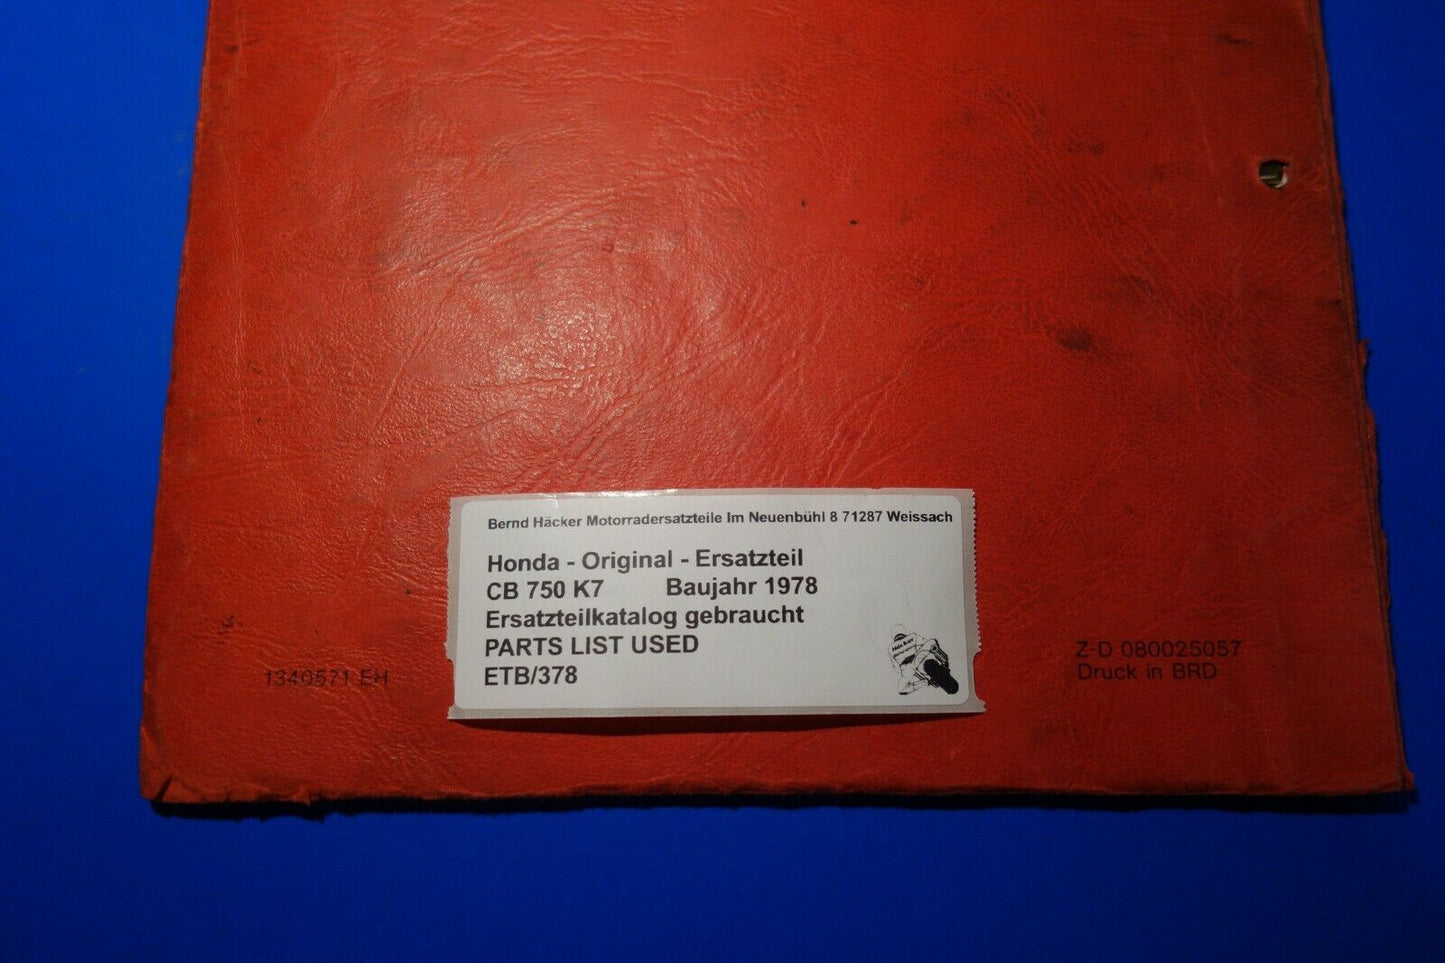 Bernd Häcker Motorradersatzteile Im Neuenbühl 8 71287 Weissach
Honda - Original - Ersatzteil
CB 750 K7 Baujahr 1978
Ersatzteilkatalog gebraucht
PARTS LIST USED
ETB/378
Häcker
1340571 EH
Z-D 080025057
Druck in BRD